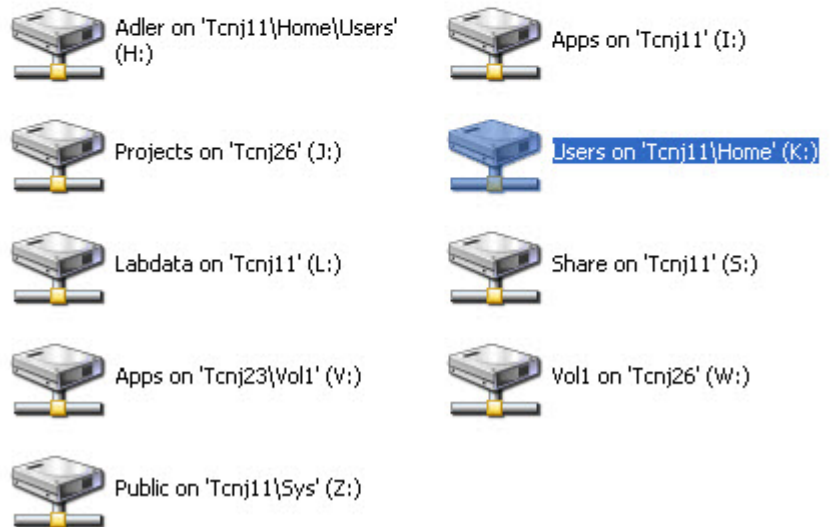 Adler on 'Tcnj11\Home\Users'
(H:)
Apps on 'Tcnj11' (I:)
Projects on 'Tcnj26' (J:)
Users on 'Tcnj11\Home' (K:)
Labdata on 'Tcnj11' (L:)
Share on 'Tcnj11' (S:)
Apps on 'Tcnj23\Vol1' (V:)
Vol1 on 'Tcnj26' (W:)
Public on 'Tcnj11\Sys' (Z:)